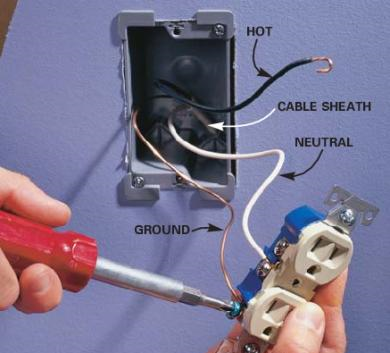 HOT
CABLE SHEATH
NEUTRAL
GROUND